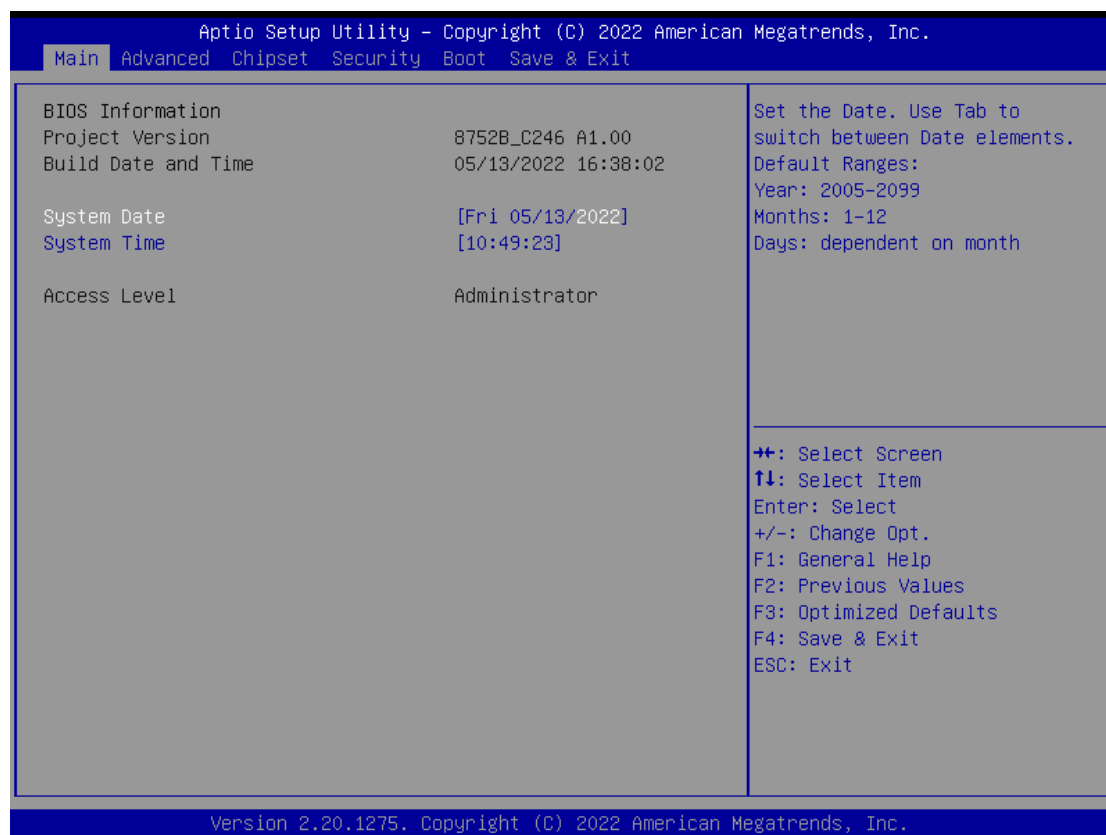 Aptio Setup Utility – Copyright (C) 2022 American Megatrends, Inc.
Main Advanced Chipset Security Boot Save & Exit
BIOS Information
Project Version 8752B_C246 A1.00
Build Date and Time 05/13/2022 16:38:02
System Date [Fri 05/13/2022]
System Time [10:49:23]
Access Level Administrator
Set the Date. Use Tab to
switch between Date elements.
Default Ranges:
Year: 2005-2099
Months: 1-12
Days: dependent on month
→←: Select Screen
↑↓: Select Item
Enter: Select
+/-: Change Opt.
F1: General Help
F2: Previous Values
F3: Optimized Defaults
F4: Save & Exit
ESC: Exit
Version 2.20.1275. Copyright (C) 2022 American Megatrends, Inc.